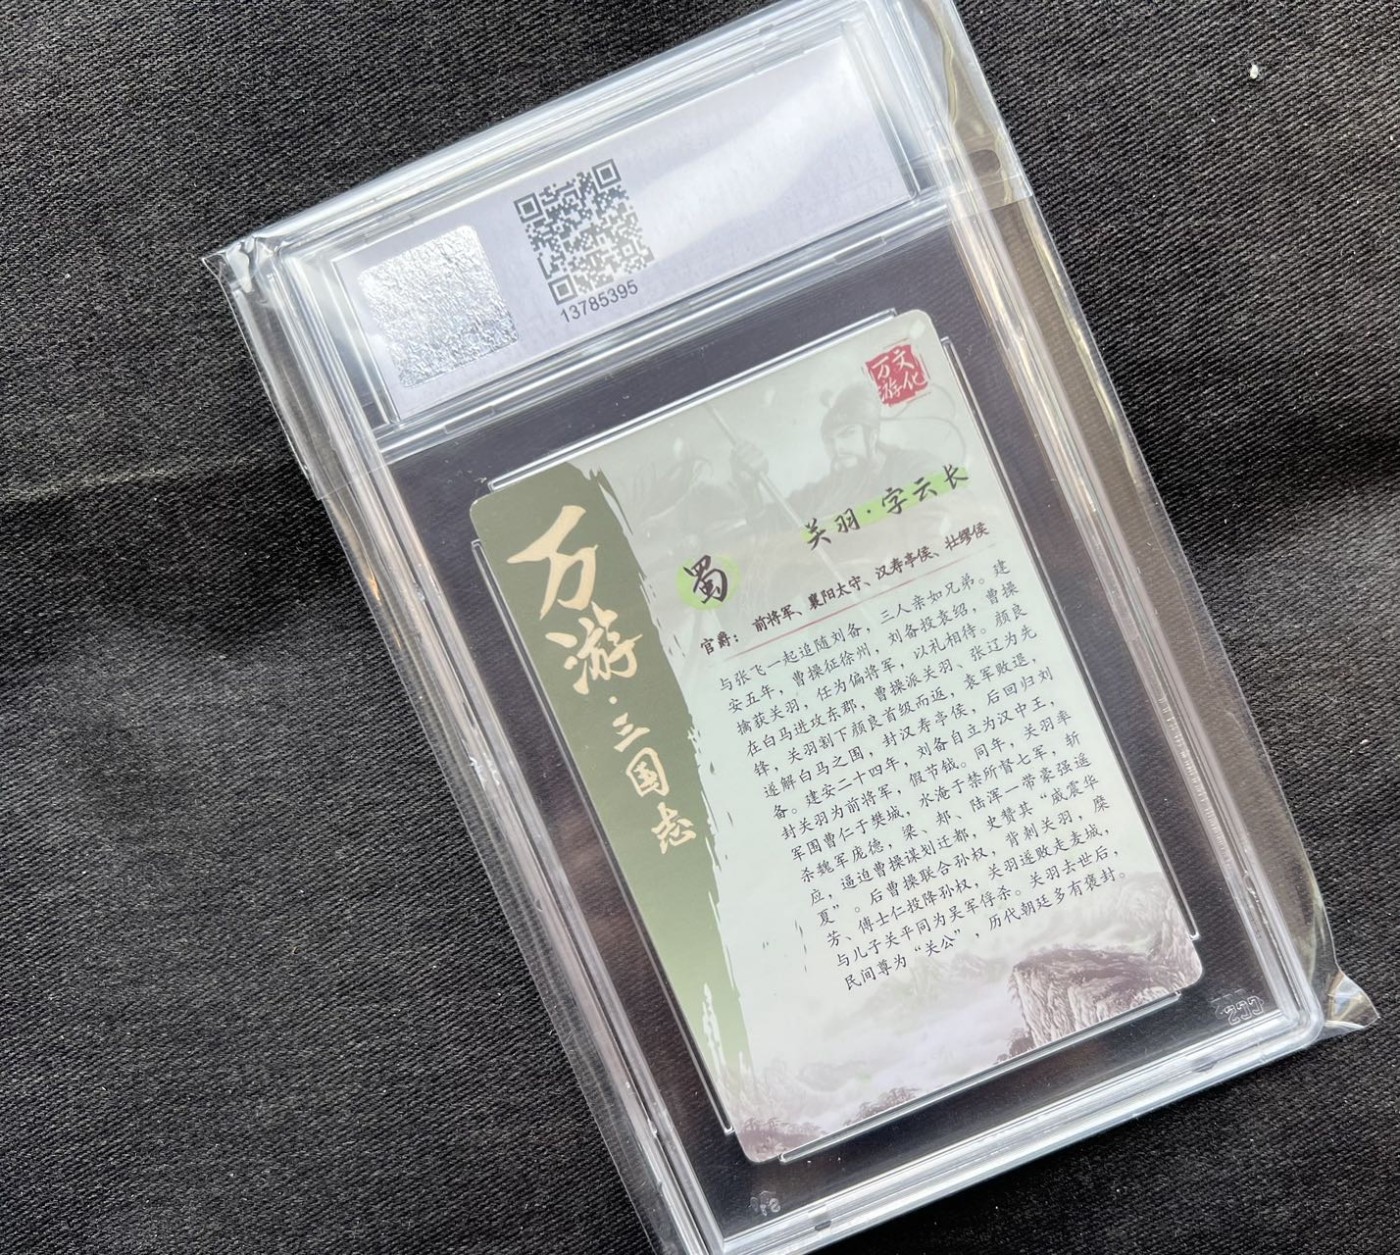 13785395
万文
游化
万游·三国志
关羽·字云长
蜀
官爵：前将军、襄阳太守、汉寿亭侯、壮缪侯
与张飞一起追随刘备，三人亲如兄弟。建
安五年，曹操征徐州，刘备投袁绍，曹操
擒获关羽，任为偏将军，以礼相待。颜良
在白马进攻东郡，曹操派关羽、张辽为先
锋，关羽割下颜良首级而返，袁军败退，
遂解白马之围，封汉寿亭侯，后回归刘
备。建安二十四年，刘备自立为汉中王，
封关羽为前将军，假节钺。同年，关羽率
军围曹仁于樊城，水淹于禁所督七军，斩
杀魏军庞德，梁、郏、陆浑一带豪强遥
应，逼迫曹操谋划迁都，史赞其“威震华
夏”。后曹操联合孙权，背刺关羽，糜
芳、傅士仁投降孙权，关羽遂败走麦城，
与儿子关平同为吴军俘杀。关羽去世后，
民间尊为“关公”，历代朝廷多有褒封。